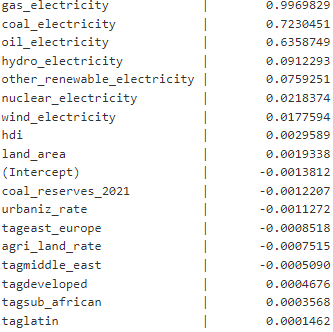 gas_electricity | 0.9969829
coal_electricity | 0.7230451
oil_electricity | 0.6358749
hydro_electricity | 0.0912293
other_renewable_electricity | 0.0759251
nuclear_electricity | 0.0218374
wind_electricity | 0.0177594
hdi | 0.0029589
land_area | 0.0019338
(Intercept) | -0.0013812
coal_reserves_2021 | -0.0012207
urbaniz_rate | -0.0011272
tageast_europe | -0.0008518
agri_land_rate | -0.0007515
tagmiddle_east | -0.0005090
tagdeveloped | 0.0004676
tagsub_african | 0.0003568
taglatin | 0.0001462